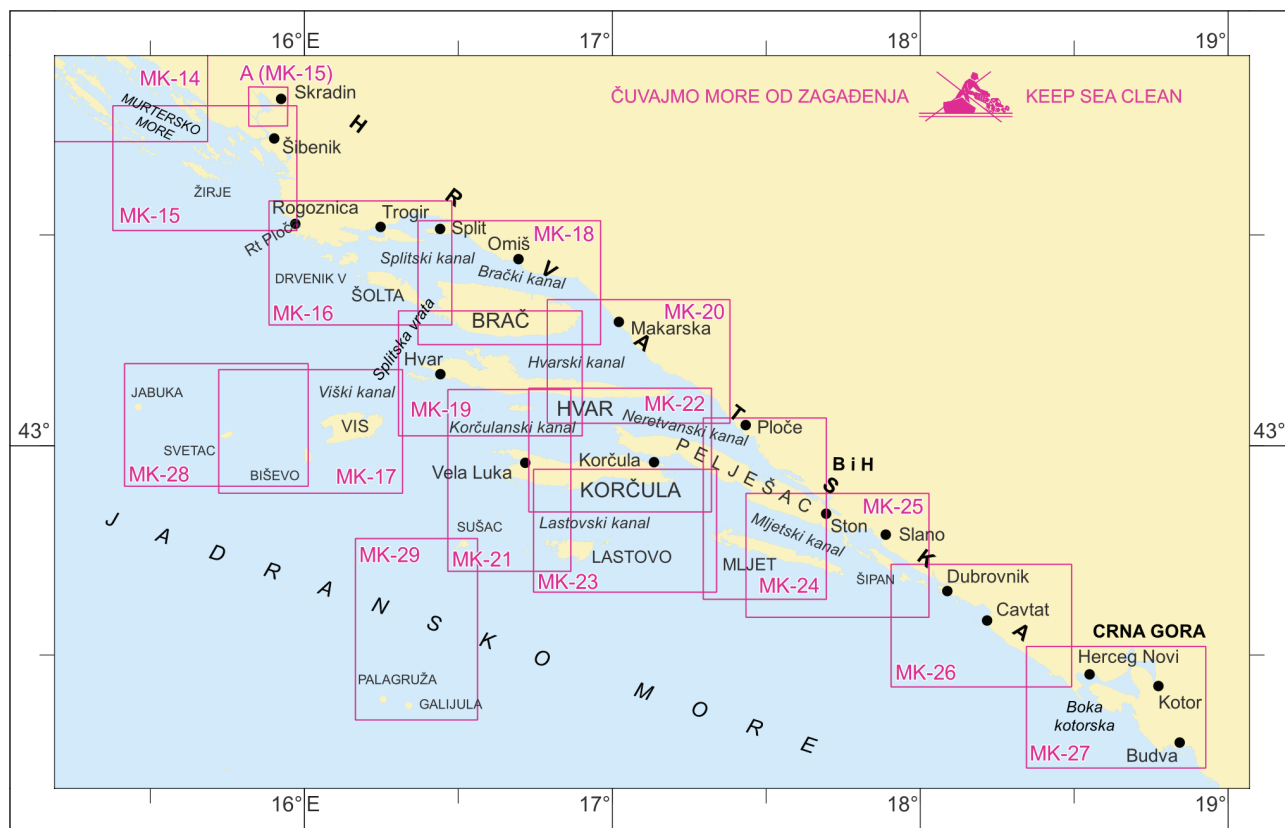 16°E 17° 18° 19°
MK-14
A (MK-15)
Skradin
ČUVAJMO MORE OD ZAGAĐENJA KEEP SEA CLEAN
MURTERSKO
MORE
Šibenik
ŽIRJE
MK-15
Rogoznica
Trogir
Split
Rt Ploče
MK-18
Omiš
Splitski kanal
Brački kanal
DRVENIK V
ŠOLTA
MK-16
BRAČ
MK-20
Makarska
Splitska vrata
Hvar
Hvarski kanal
JABUKA
Viški kanal
MK-19
HVAR
MK-22
VIS
Korčulanski kanal
Neretvanski kanal
Ploče
43° 43°
SVETAC
BIŠEVO
MK-28
MK-17
Vela Luka
Korčula
KORČULA
PELJEŠAC
B i H
MK-25
Ston
Slano
SUŠAC
Lastovski kanal
Mljetski kanal
MK-29
MK-21
LASTOVO
MK-23
MLJET
MK-24
ŠIPAN
Dubrovnik
Cavtat
HRVATSKA
CRNA GORA
Herceg Novi
MK-26
PALAGRUŽA
GALIJULA
Kotor
Boka
kotorska
Budva
MK-27
JADRANSKO MORE
16°E 17° 18° 19°